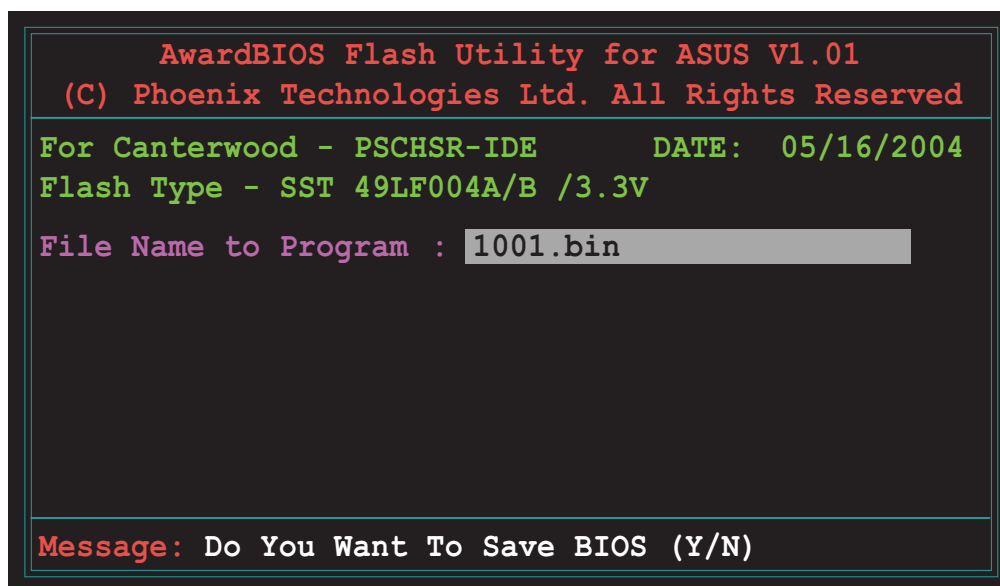 AwardBIOS Flash Utility for ASUS V1.01
(C) Phoenix Technologies Ltd. All Rights Reserved
For Canterwood - PSCHSR-IDE DATE: 05/16/2004
Flash Type - SST 49LF004A/B /3.3V
File Name to Program : 1001.bin
Message: Do You Want To Save BIOS (Y/N)